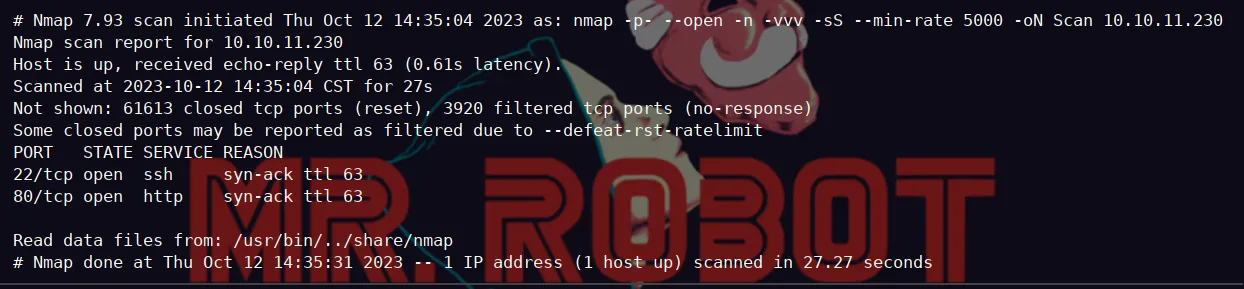 # Nmap 7.93 scan initiated Thu Oct 12 14:35:04 2023 as: nmap -p- --open -n -vvv -sS --min-rate 5000 -oN Scan 10.10.11.230
Nmap scan report for 10.10.11.230
Host is up, received echo-reply ttl 63 (0.61s latency).
Scanned at 2023-10-12 14:35:04 CST for 27s
Not shown: 61613 closed tcp ports (reset), 3920 filtered tcp ports (no-response)
Some closed ports may be reported as filtered due to --defeat-rst-ratelimit
PORT   STATE SERVICE REASON
22/tcp open  ssh     syn-ack ttl 63
80/tcp open  http    syn-ack ttl 63
MR. ROBOT
Read data files from: /usr/bin/../share/nmap
# Nmap done at Thu Oct 12 14:35:31 2023 -- 1 IP address (1 host up) scanned in 27.27 seconds